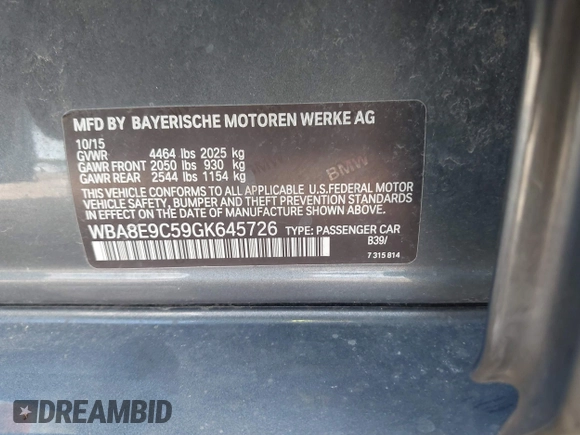 MFD BY BAYERISCHE MOTOREN WERKE AG
10/15
GVWR 4464 lbs 2025 kg
GAWR FRONT 2050 lbs 930 kg
GAWR REAR 2544 lbs 1154 kg
BMW
THIS VEHICLE CONFORMS TO ALL APPLICABLE U.S.FEDERAL MOTOR
VEHICLE SAFETY, BUMPER AND THEFT PREVENTION STANDARDS
IN EFFECT ON THE DATE OF MANUFACTURE SHOWN ABOVE.
WBA8E9C59GK645726 TYPE: PASSENGER CAR
B39/
7 315 814
DREAMBID